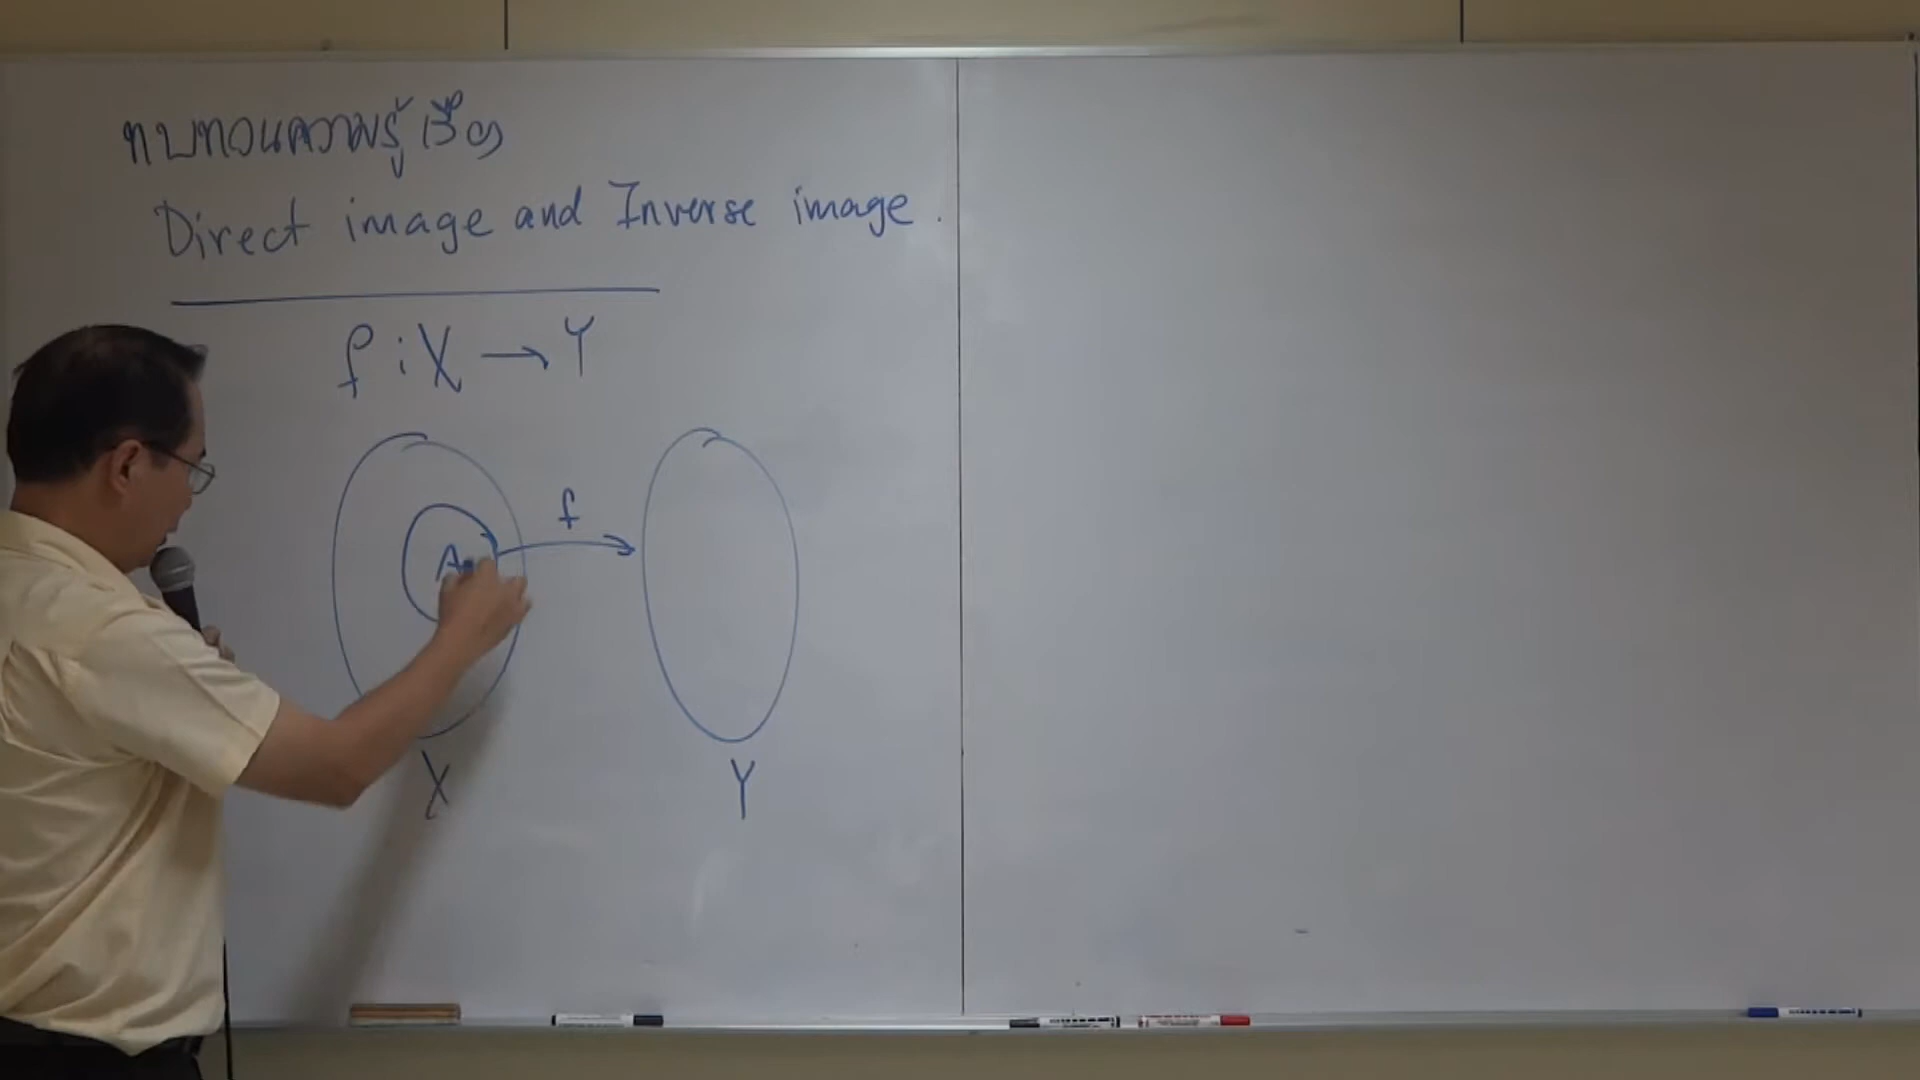 ทบทวนความรู้เรื่อง
Direct image and Inverse image.
f : X → Y
f
A
X
Y